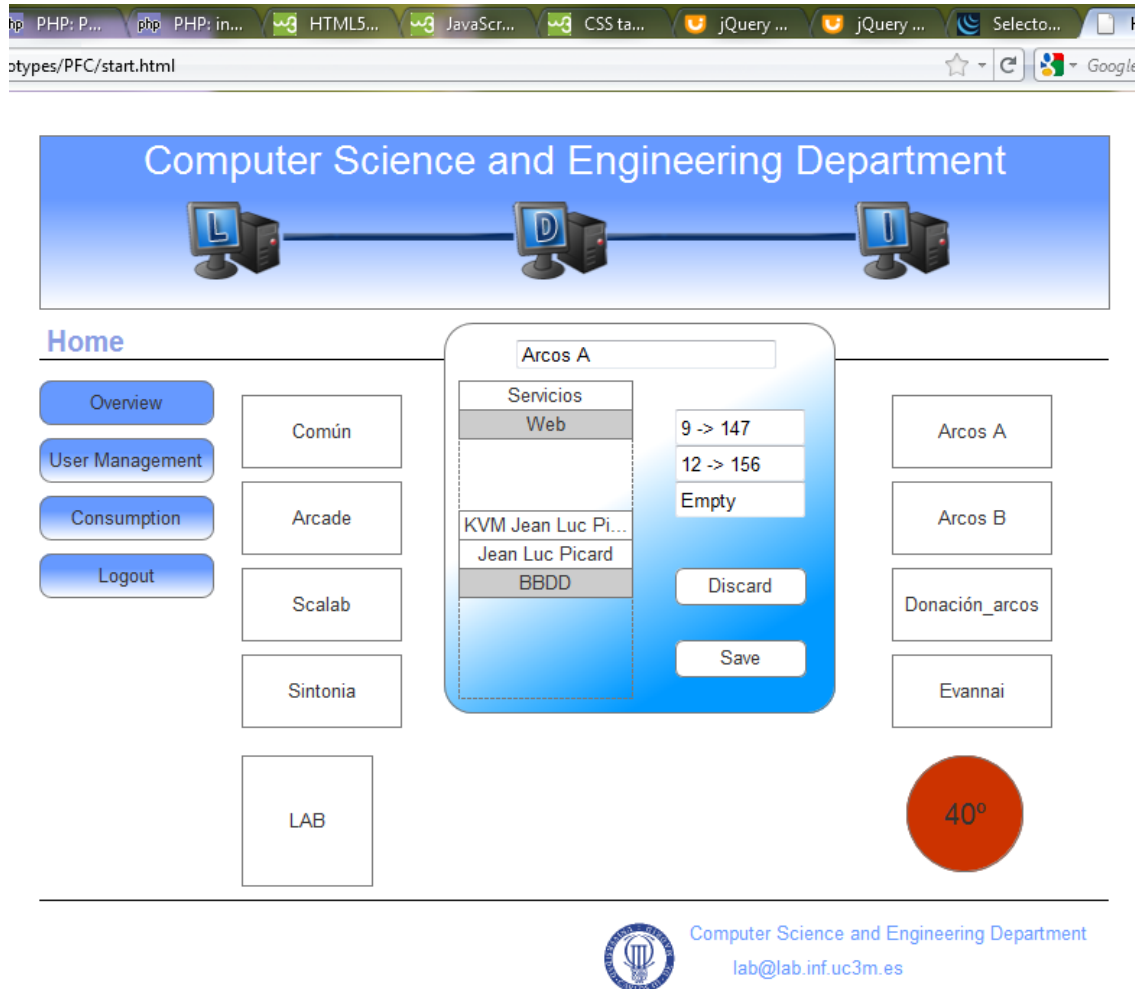 PHP: P... PHP: in... HTML5... JavaScr... CSS ta... jQuery ... jQuery ... Selecto...
otypes/PFC/start.html Google
Computer Science and Engineering Department
L D I
Home
Arcos A
Overview
User Management
Consumption
Logout
Común
Arcade
Scalab
Sintonia
LAB
Servicios
Web
KVM Jean Luc Pi...
Jean Luc Picard
BBDD
9 -> 147
12 -> 156
Empty
Discard
Save
Arcos A
Arcos B
Donación_arcos
Evannai
40º
Computer Science and Engineering Department
lab@lab.inf.uc3m.es